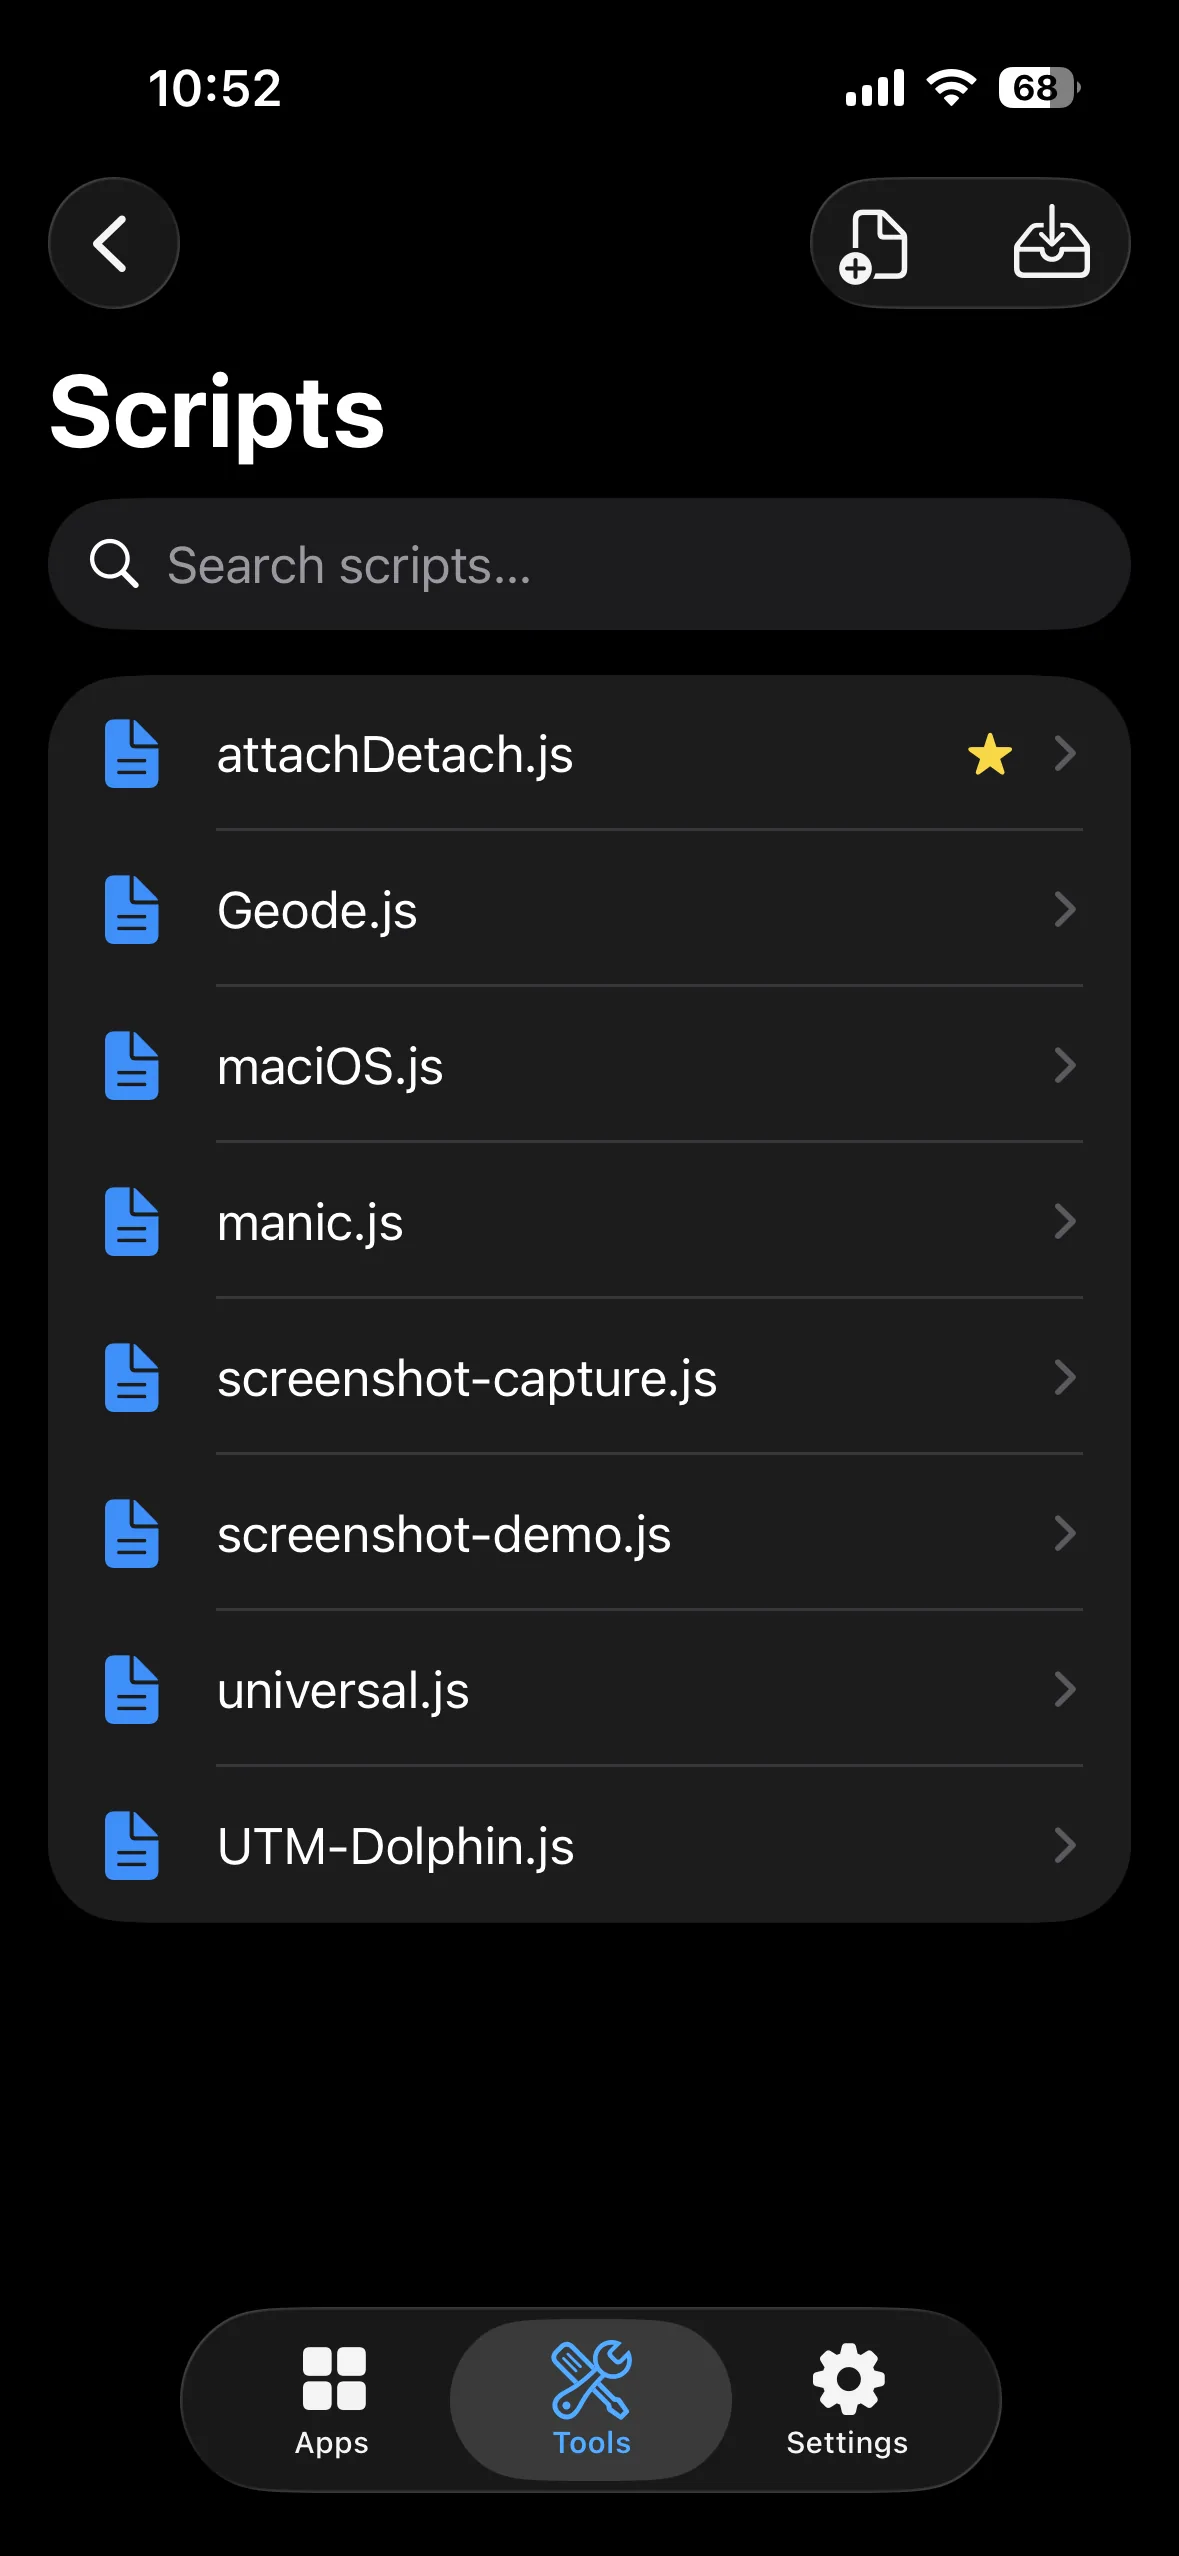 10:52
68
Scripts
Search scripts...
attachDetach.js
Geode.js
maciOS.js
manic.js
screenshot-capture.js
screenshot-demo.js
universal.js
UTM-Dolphin.js
Apps
Tools
Settings